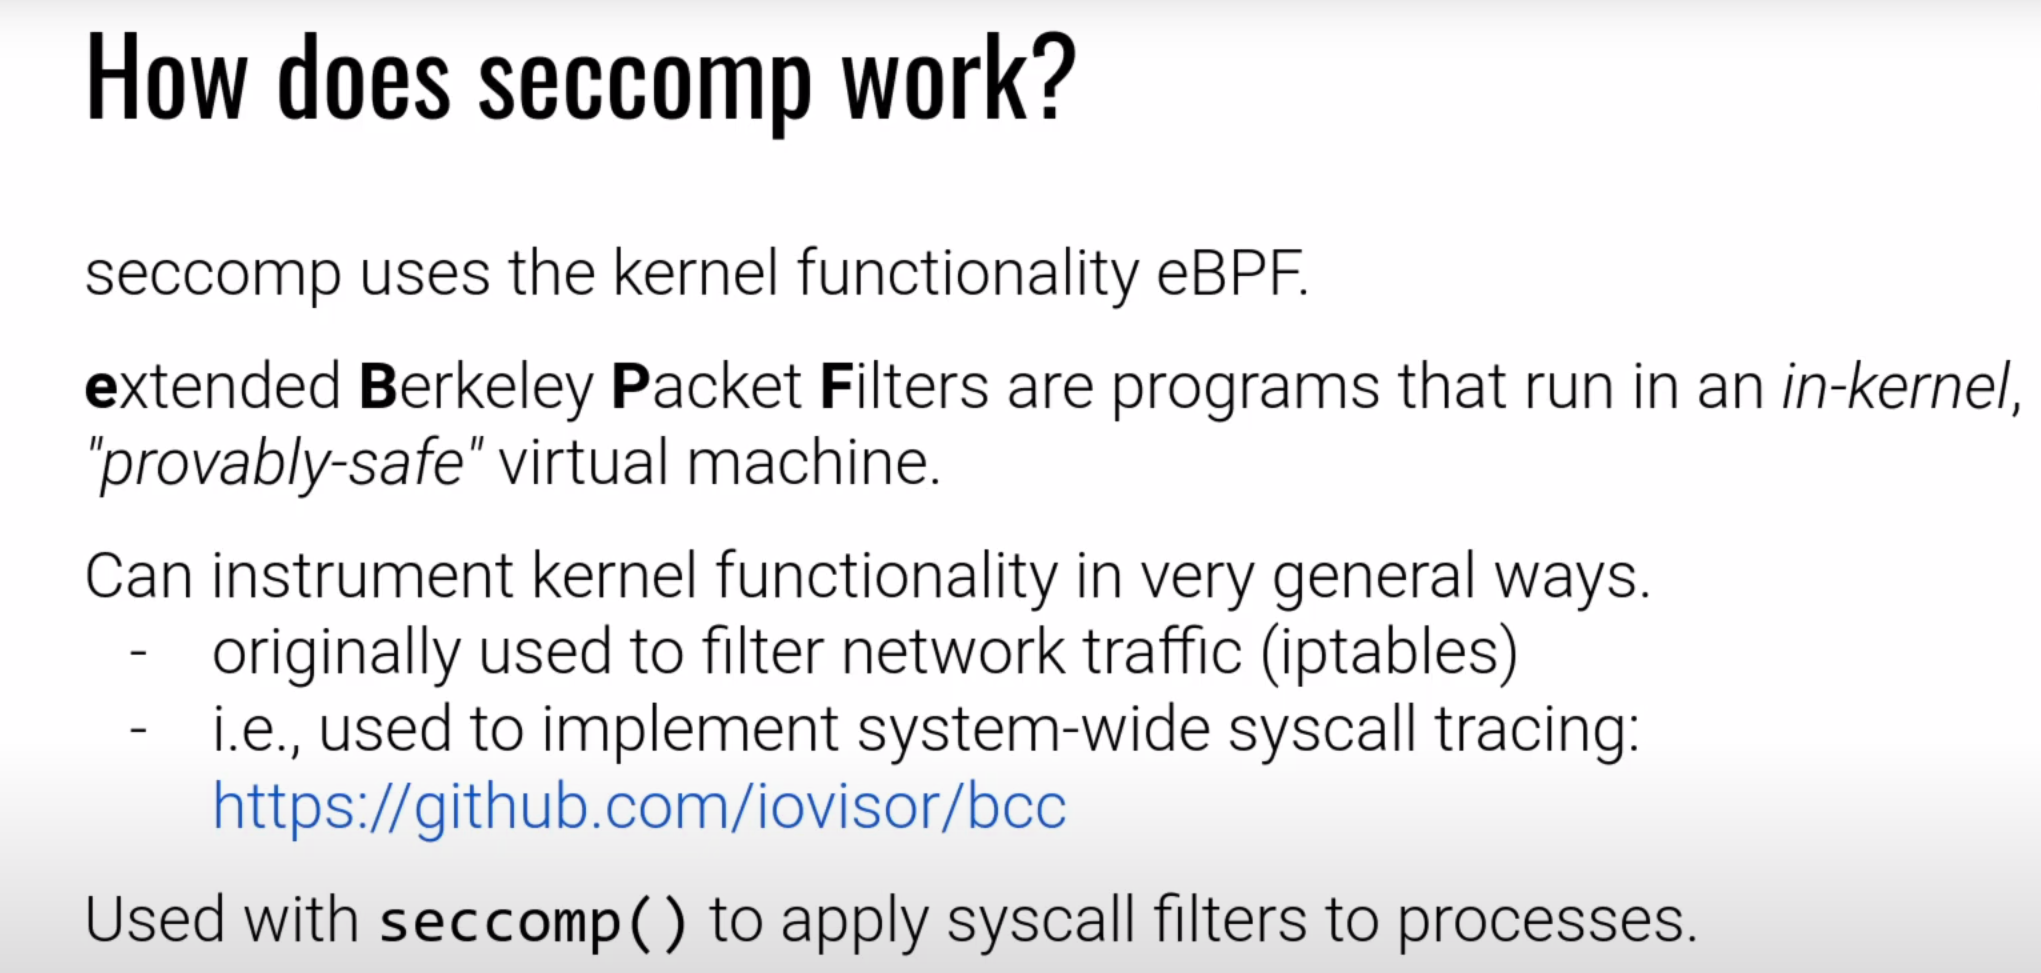 How does seccomp work?
seccomp uses the kernel functionality eBPF.
extended Berkeley Packet Filters are programs that run in an in-kernel,
"provably-safe" virtual machine.
Can instrument kernel functionality in very general ways.
- originally used to filter network traffic (iptables)
- i.e., used to implement system-wide syscall tracing:
https://github.com/iovisor/bcc
Used with seccomp() to apply syscall filters to processes.